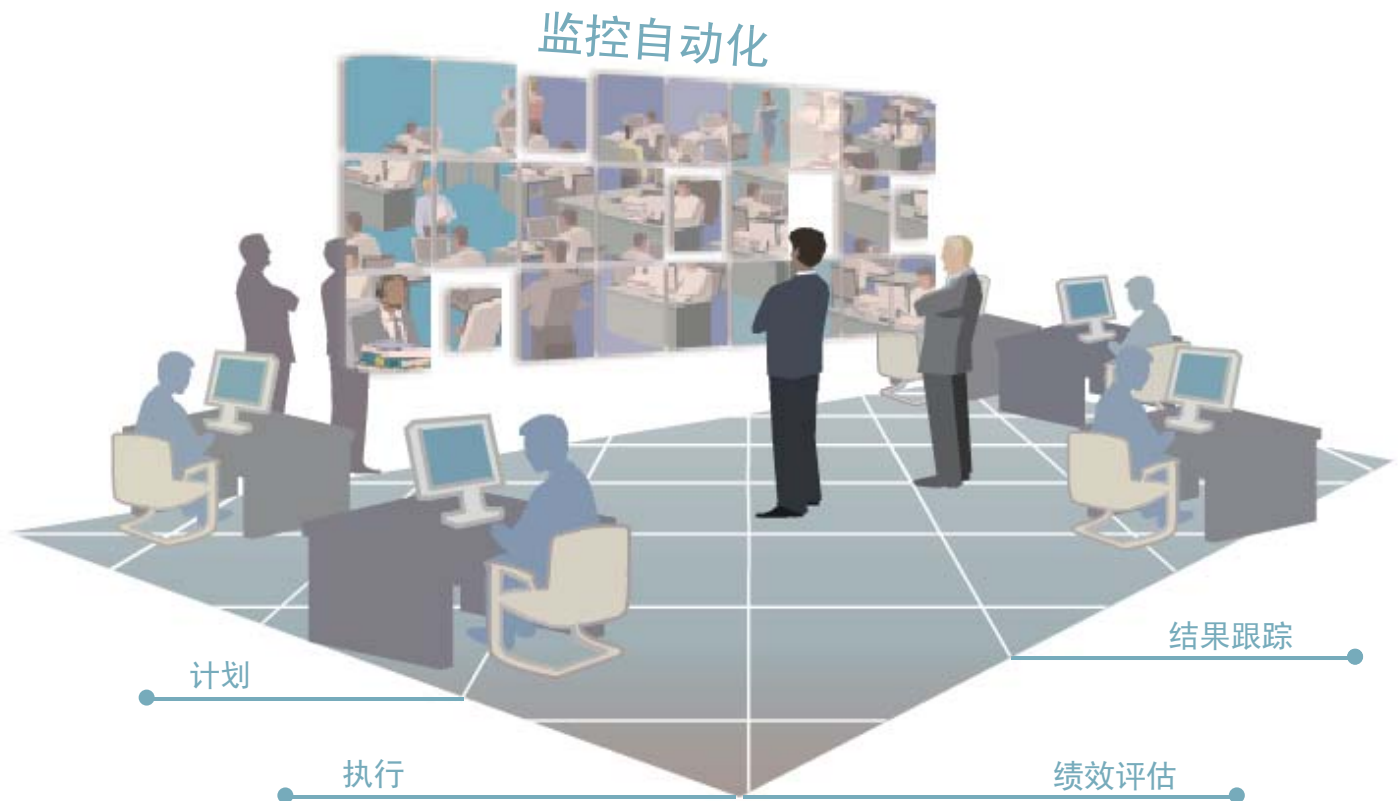 监控自动化
结果跟踪
计划
执行
绩效评估